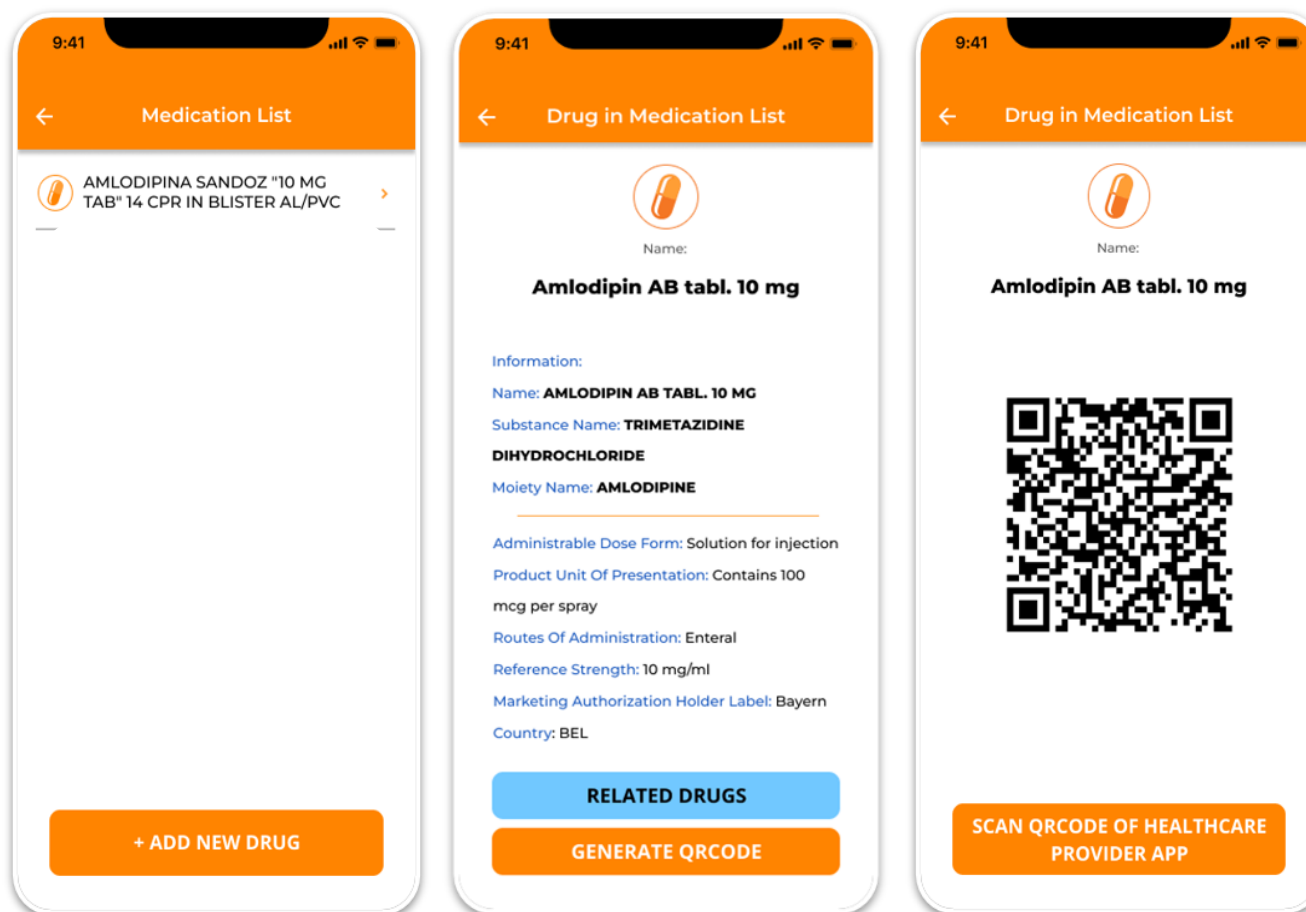 9:41
Medication List
AMLODIPINA SANDOZ "10 MG
TAB" 14 CPR IN BLISTER AL/PVC
+ ADD NEW DRUG
9:41
Drug in Medication List
Name:
Amlodipin AB tabl. 10 mg
Information:
Name: AMLODIPIN AB TABL. 10 MG
Substance Name: TRIMETAZIDINE
DIHYDROCHLORIDE
Moiety Name: AMLODIPINE
Administrable Dose Form: Solution for injection
Product Unit Of Presentation: Contains 100
mcg per spray
Routes Of Administration: Enteral
Reference Strength: 10 mg/ml
Marketing Authorization Holder Label: Bayern
Country: BEL
RELATED DRUGS
GENERATE QRCODE
9:41
Drug in Medication List
Name:
Amlodipin AB tabl. 10 mg
SCAN QRCODE OF HEALTHCARE
PROVIDER APP